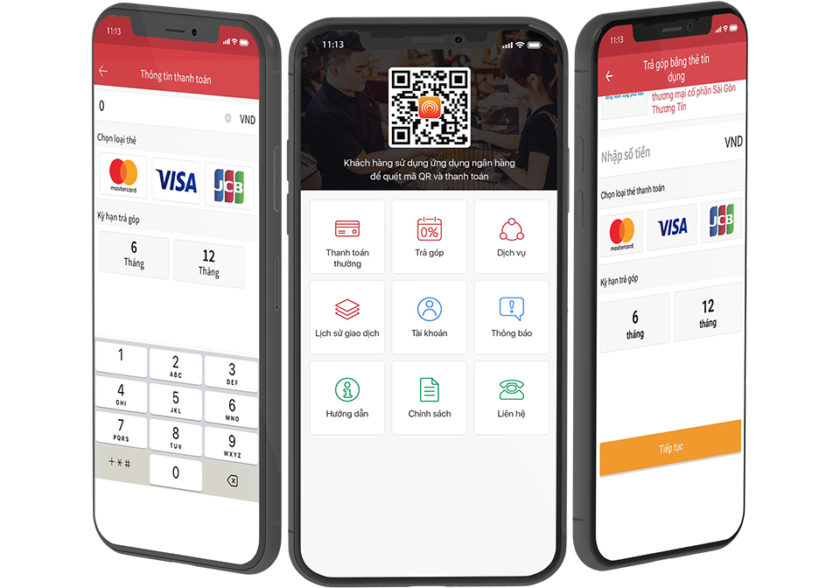 11:13
Thông tin thanh toán
0
VND
Chọn loại thẻ
mastercard
VISA
JCB
Kỳ hạn trả góp
6
Tháng
12
Tháng
1
2
ABC
3
DEF
4
GHI
5
JKL
6
MNO
7
PQRS
8
TUV
9
WXYZ
+*#
0
11:13
Khách hàng sử dụng ứng dụng ngân hàng
để quét mã QR và thanh toán
Thanh toán
thường
0%
Trả góp
Dịch vụ
Lịch sử giao dịch
Tài khoản
Thông báo
Hướng dẫn
Chính sách
Liên hệ
11:13
Trả góp bằng thẻ tín
dụng
thương mại cổ phần Sài Gòn
Thương Tín
Nhập số tiền
VND
Chọn loại thẻ thanh toán
mastercard
VISA
JCB
Kỳ hạn trả góp
6
tháng
12
tháng
Tiếp tục